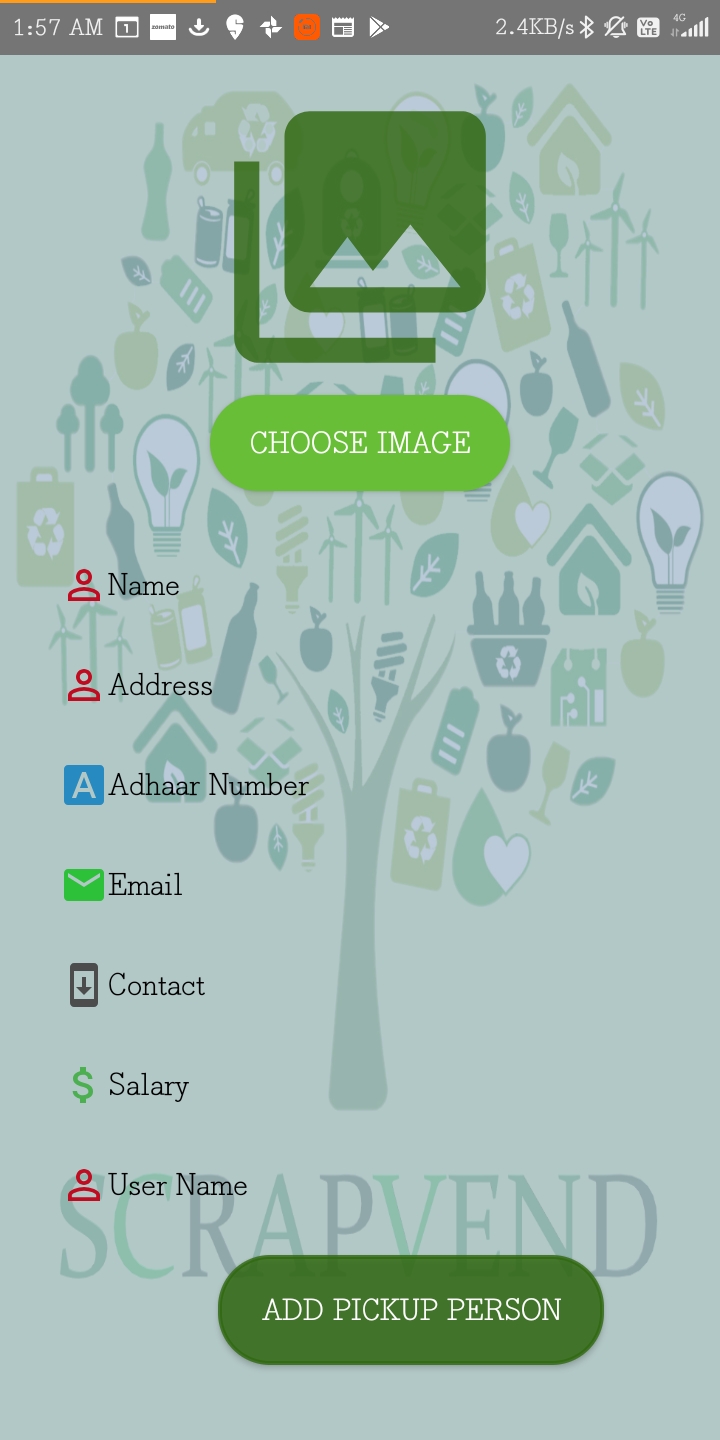 1:57 AM 1 zomato 2.4KB/s Vo LTE 4G
CHOOSE IMAGE
Name
Address
A Adhaar Number
Email
Contact
$ Salary
User Name
SCRAPVEND
ADD PICKUP PERSON